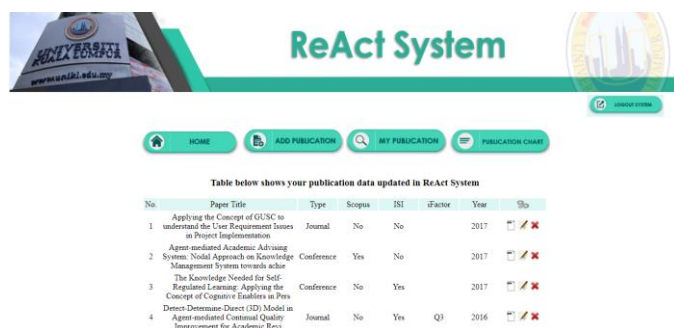 UNIVERSITI
KUALA LUMPUR
www.unikl.edu.my
ReAct System
LOGOUT SYSTEM
HOME
ADD PUBLICATION
MY PUBLICATION
PUBLICATION CHART
Table below shows your publication data updated in ReAct System
No. Paper Title Type Scopus ISI iFactor Year
Applying the Concept of GUSC to
1 understand the User Requirement Issues Journal No No 2017
in Project Implementation
Agent-mediated Academic Advising
2 System: Nodal Approach on Knowledge Conference Yes No 2017
Management System towards achie
The Knowledge Needed for Self-
3 Regulated Learning: Applying the Conference No Yes 2017
Concept of Cognitive Enablers in Pers
Detect-Determine-Direct (3D) Model in
4 Agent-mediated Continual Quality Journal No Yes Q3 2016
Improvement for Academic Revi